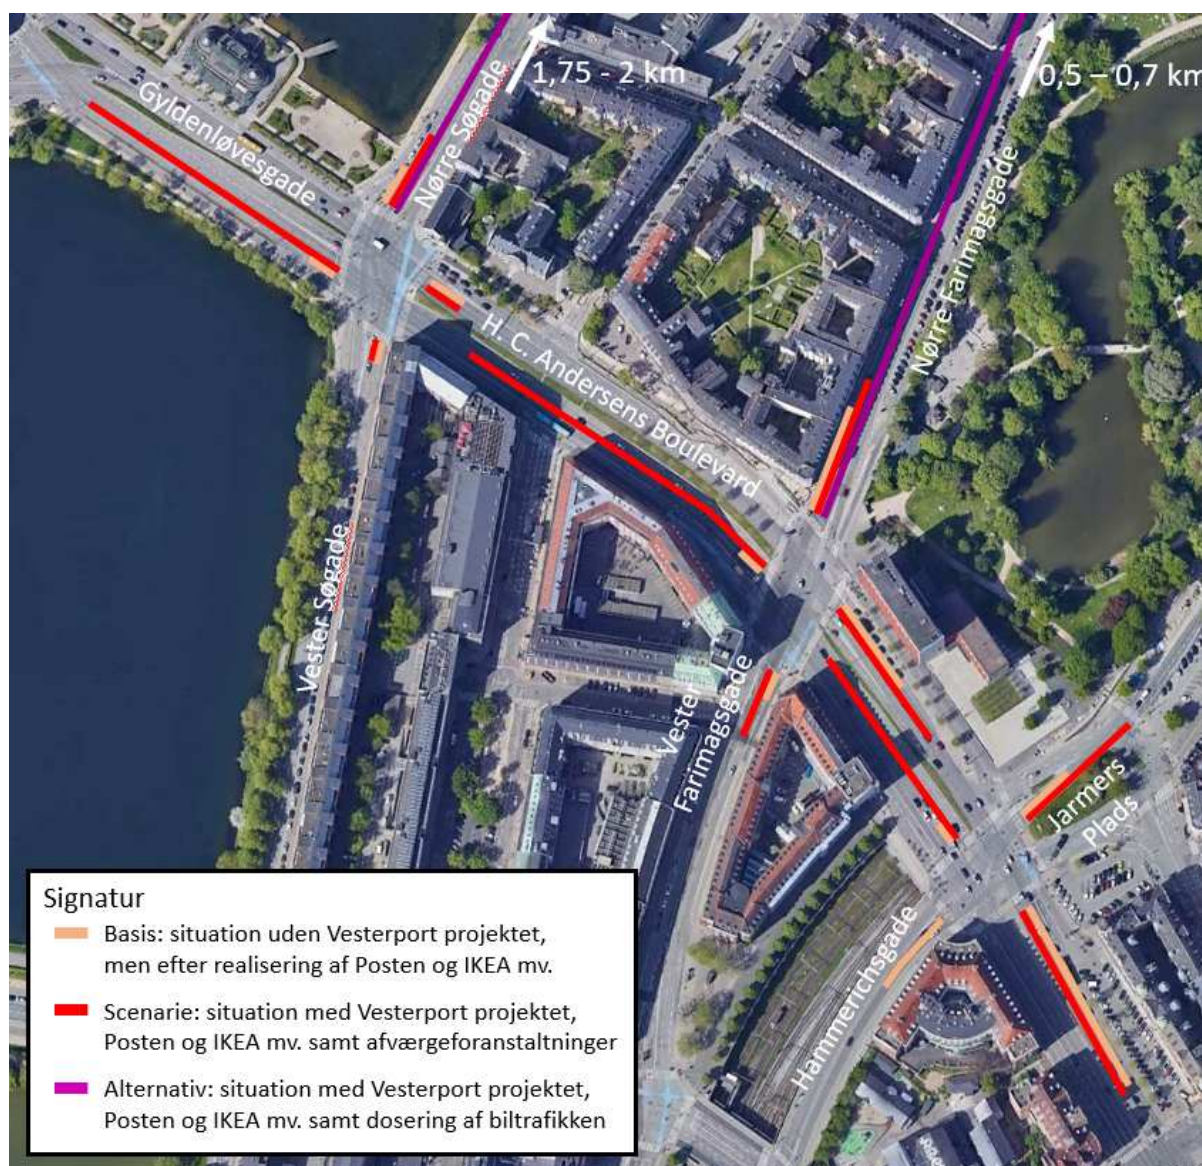 1,75 - 2 km
0,5 – 0,7 km
Gyldenløvesgade
Nørre Søgade
Nørre Farimagsgade
H. C. Andersens Boulevard
Vester Søgade
Vester
Farimagsgade
Jarmers
Plads
Hammerichsgade
Signatur
Basis: situation uden Vesterport projektet,
men efter realisering af Posten og IKEA mv.
Scenarie: situation med Vesterport projektet,
Posten og IKEA mv. samt afværgeforanstaltninger
Alternativ: situation med Vesterport projektet,
Posten og IKEA mv. samt dosering af biltrafikken